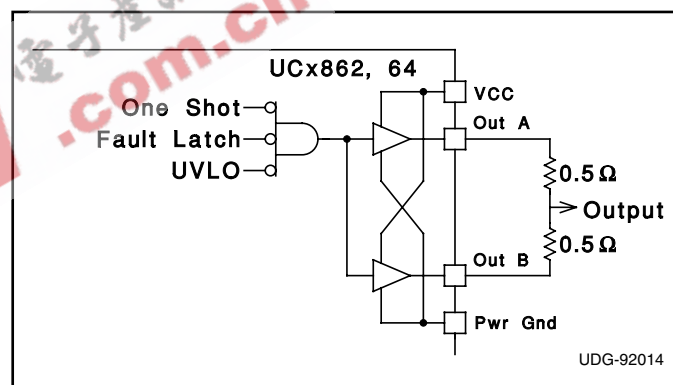 UCx862, 64
VCC
One Shot
Out A
Fault Latch
UVLO
0.5Ω
Output
0.5Ω
Out B
Pwr Gnd
UDG-92014
.com.cn